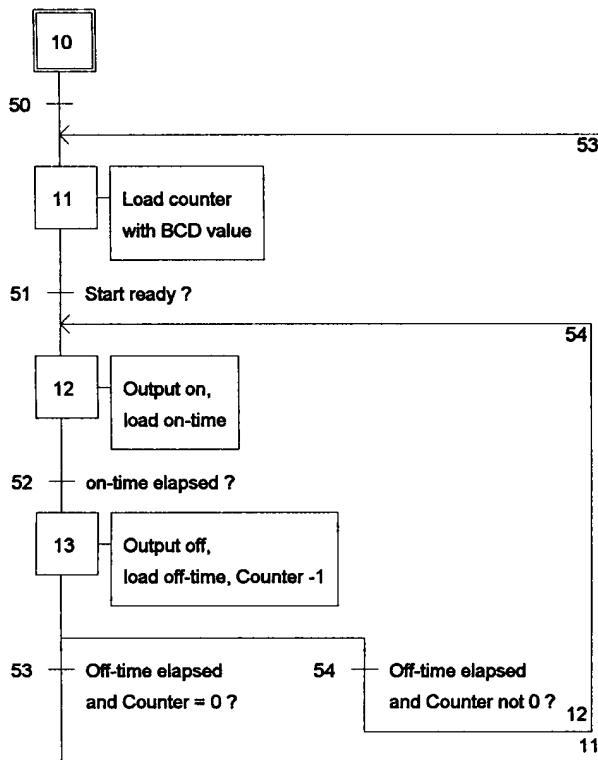 10
50
53
11
Load counter
with BCD value
51
Start ready ?
54
12
Output on,
load on-time
52
on-time elapsed ?
13
Output off,
load off-time, Counter -1
53
Off-time elapsed
and Counter = 0 ?
54
Off-time elapsed
and Counter not 0 ?
12
11